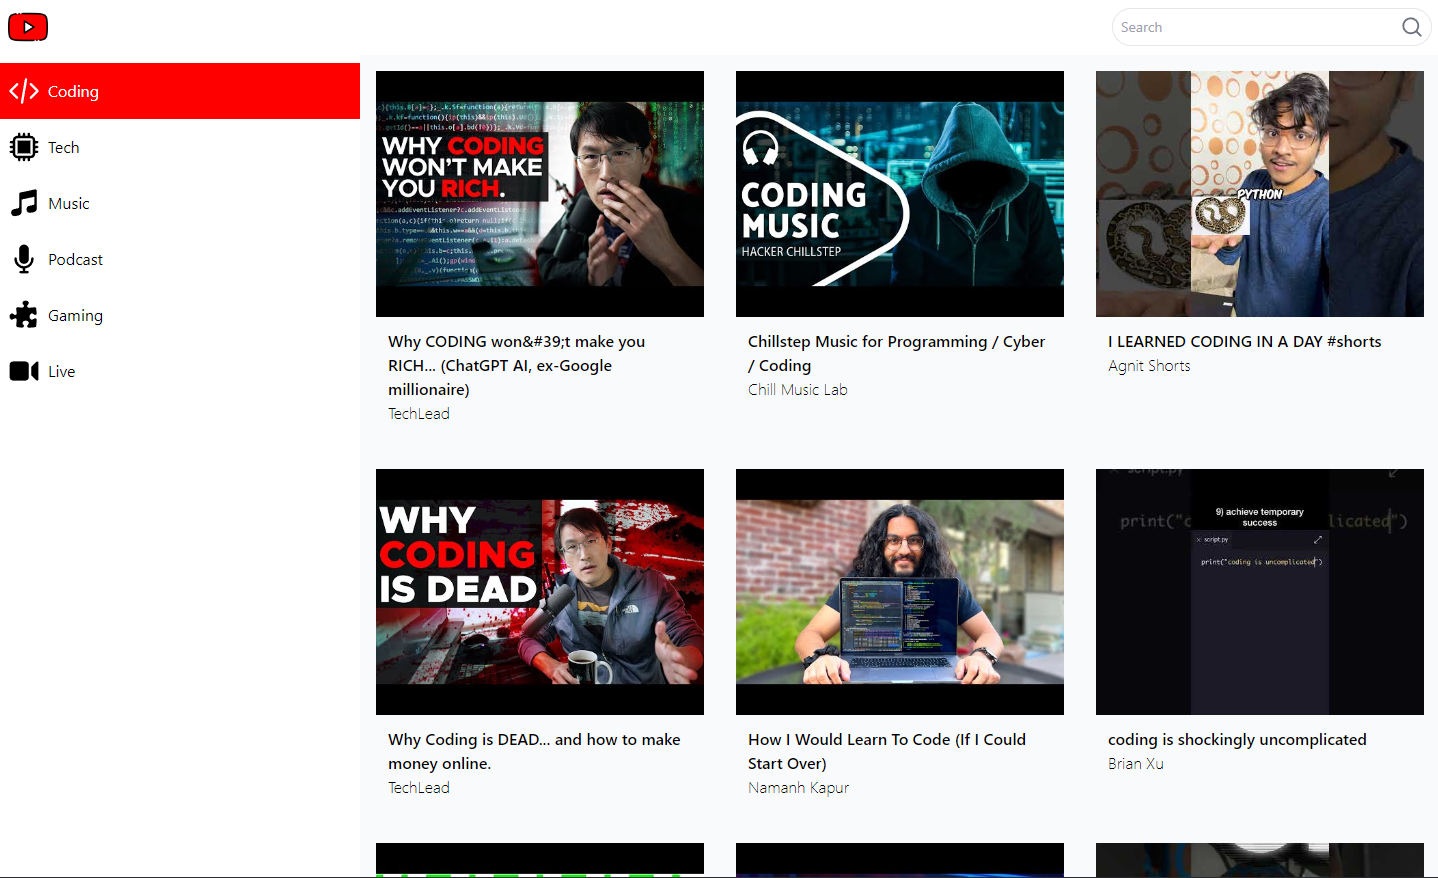 Search
Coding
Tech
Music
Podcast
Gaming
Live
WHY CODING
WON'T MAKE
YOU RICH.
Why CODING won&#39;t make you
RICH... (ChatGPT AI, ex-Google
millionaire)
TechLead
CODING
MUSIC
HACKER CHILLSTEP
Chillstep Music for Programming / Cyber
/ Coding
Chill Music Lab
PYTHON
I LEARNED CODING IN A DAY #shorts
Agnit Shorts
WHY
CODING
IS DEAD
Why Coding is DEAD... and how to make
money online.
TechLead
How I Would Learn To Code (If I Could
Start Over)
Namanh Kapur
script.py
9) achieve temporary
success
print("c
licated")
script.py
print("coding is uncomplicated")
coding is shockingly uncomplicated
Brian Xu